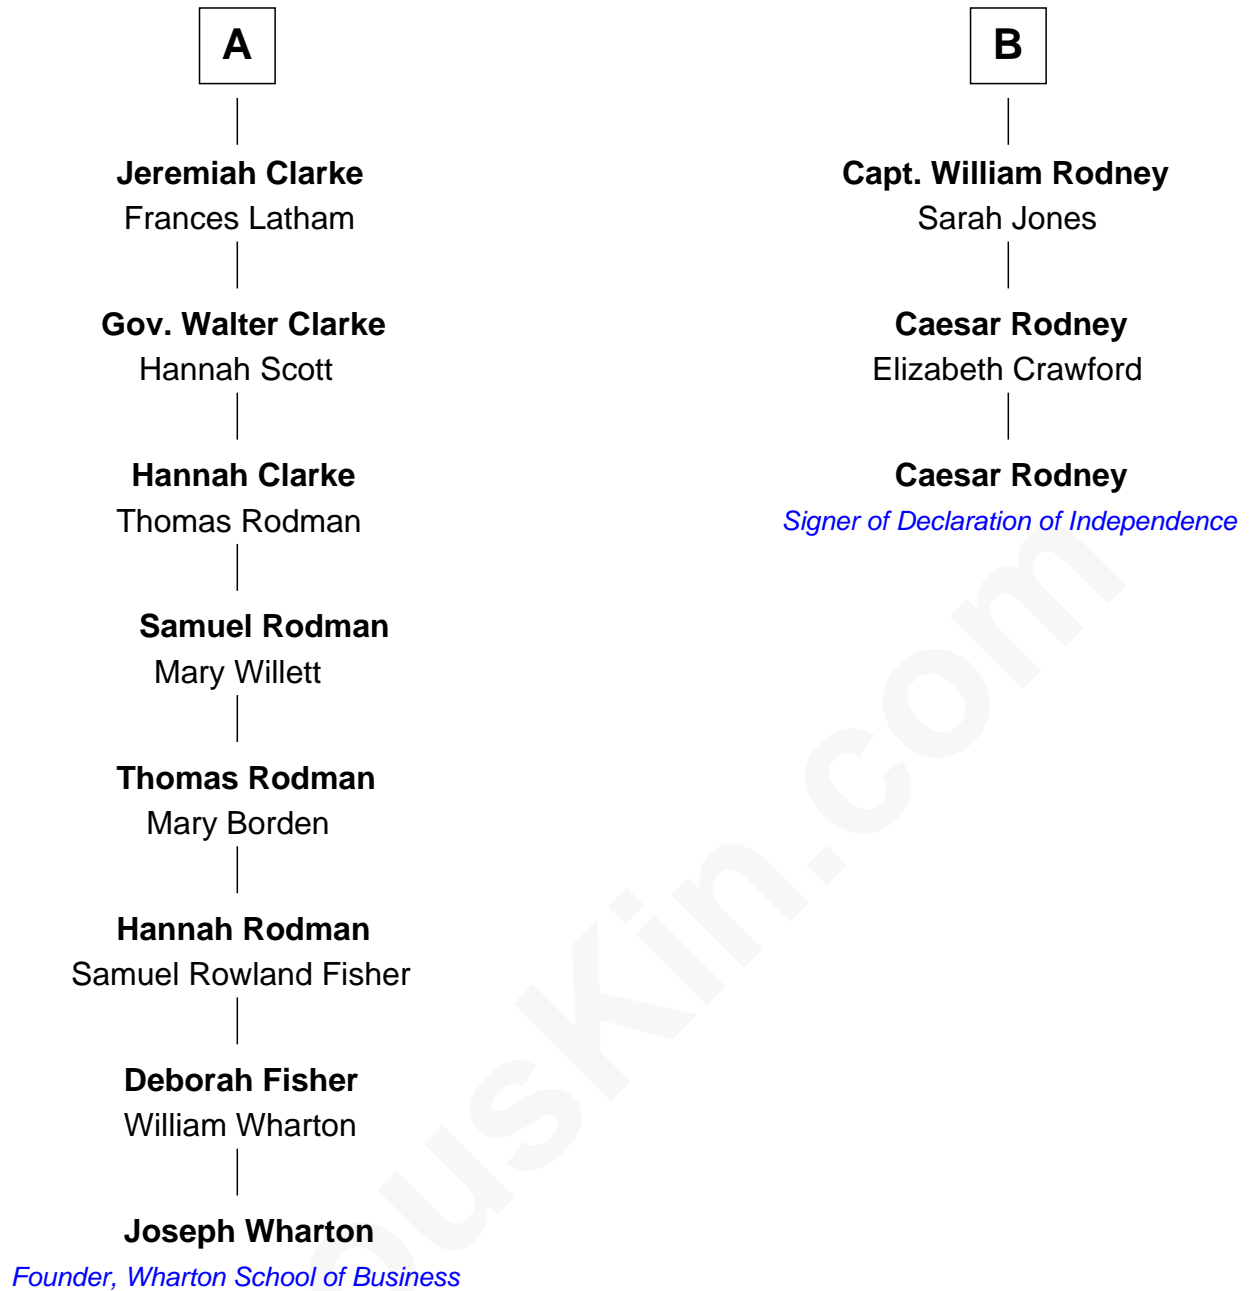 A
Jeremiah Clarke
Frances Latham
Gov. Walter Clarke
Hannah Scott
Hannah Clarke
Thomas Rodman
Samuel Rodman
Mary Willett
Thomas Rodman
Mary Borden
Hannah Rodman
Samuel Rowland Fisher
Deborah Fisher
William Wharton
Joseph Wharton
Founder, Wharton School of Business
B
Capt. William Rodney
Sarah Jones
Caesar Rodney
Elizabeth Crawford
Caesar Rodney
Signer of Declaration of Independence
ousKin.com